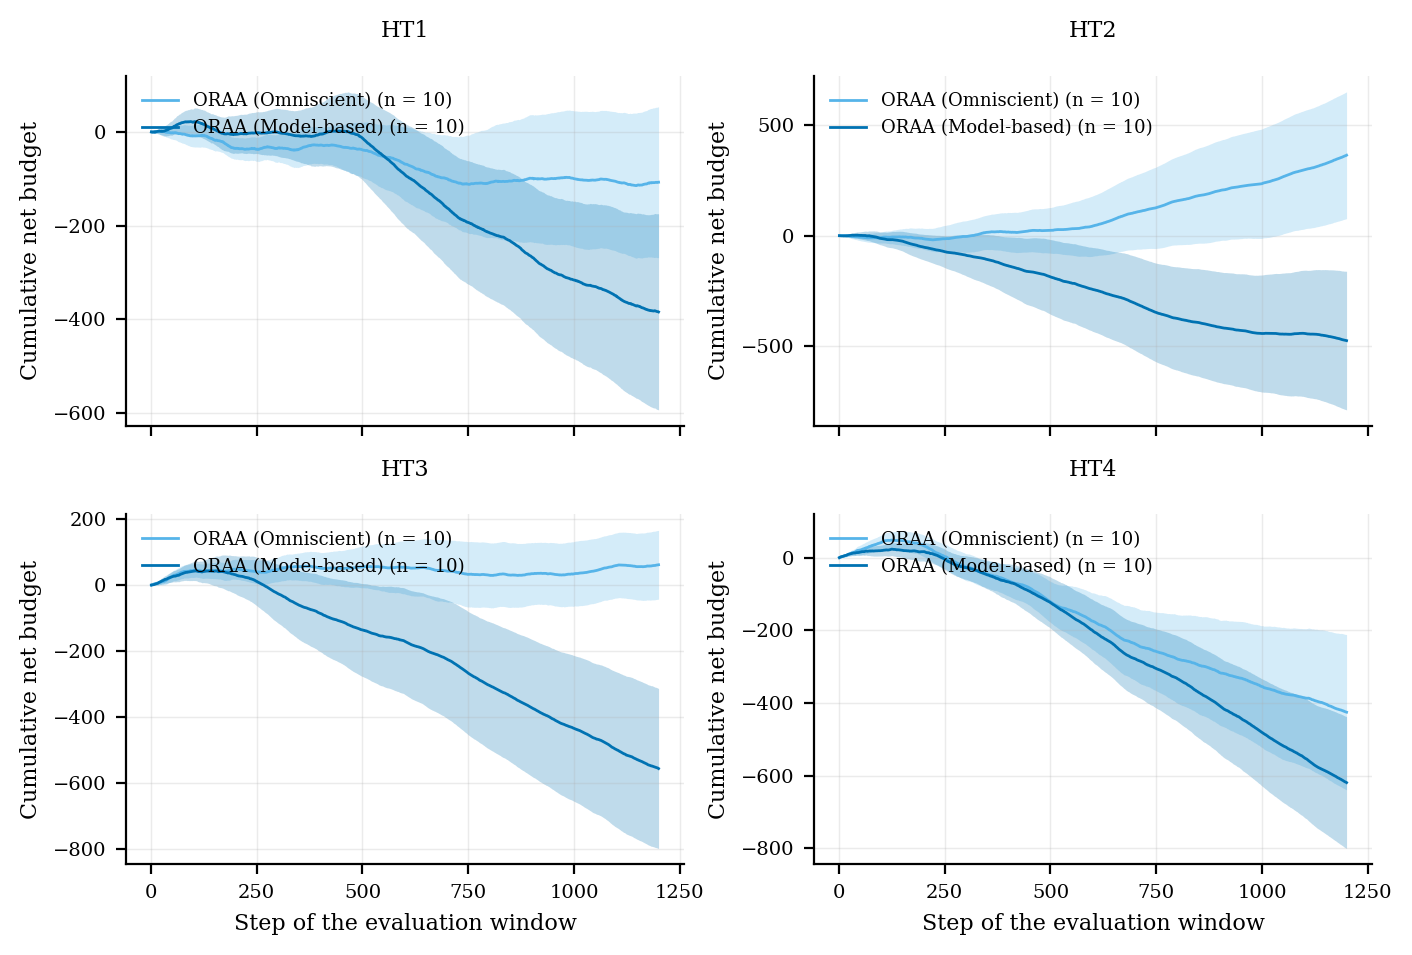 HT1
ORAA (Omniscient) (n = 10)
ORAA (Model-based) (n = 10)
Cumulative net budget
0
−200
−400
−600
HT2
ORAA (Omniscient) (n = 10)
ORAA (Model-based) (n = 10)
Cumulative net budget
500
0
−500
HT3
ORAA (Omniscient) (n = 10)
ORAA (Model-based) (n = 10)
Cumulative net budget
200
0
−200
−400
−600
−800
0 250 500 750 1000 1250
Step of the evaluation window
HT4
ORAA (Omniscient) (n = 10)
ORAA (Model-based) (n = 10)
Cumulative net budget
0
−200
−400
−600
−800
0 250 500 750 1000 1250
Step of the evaluation window